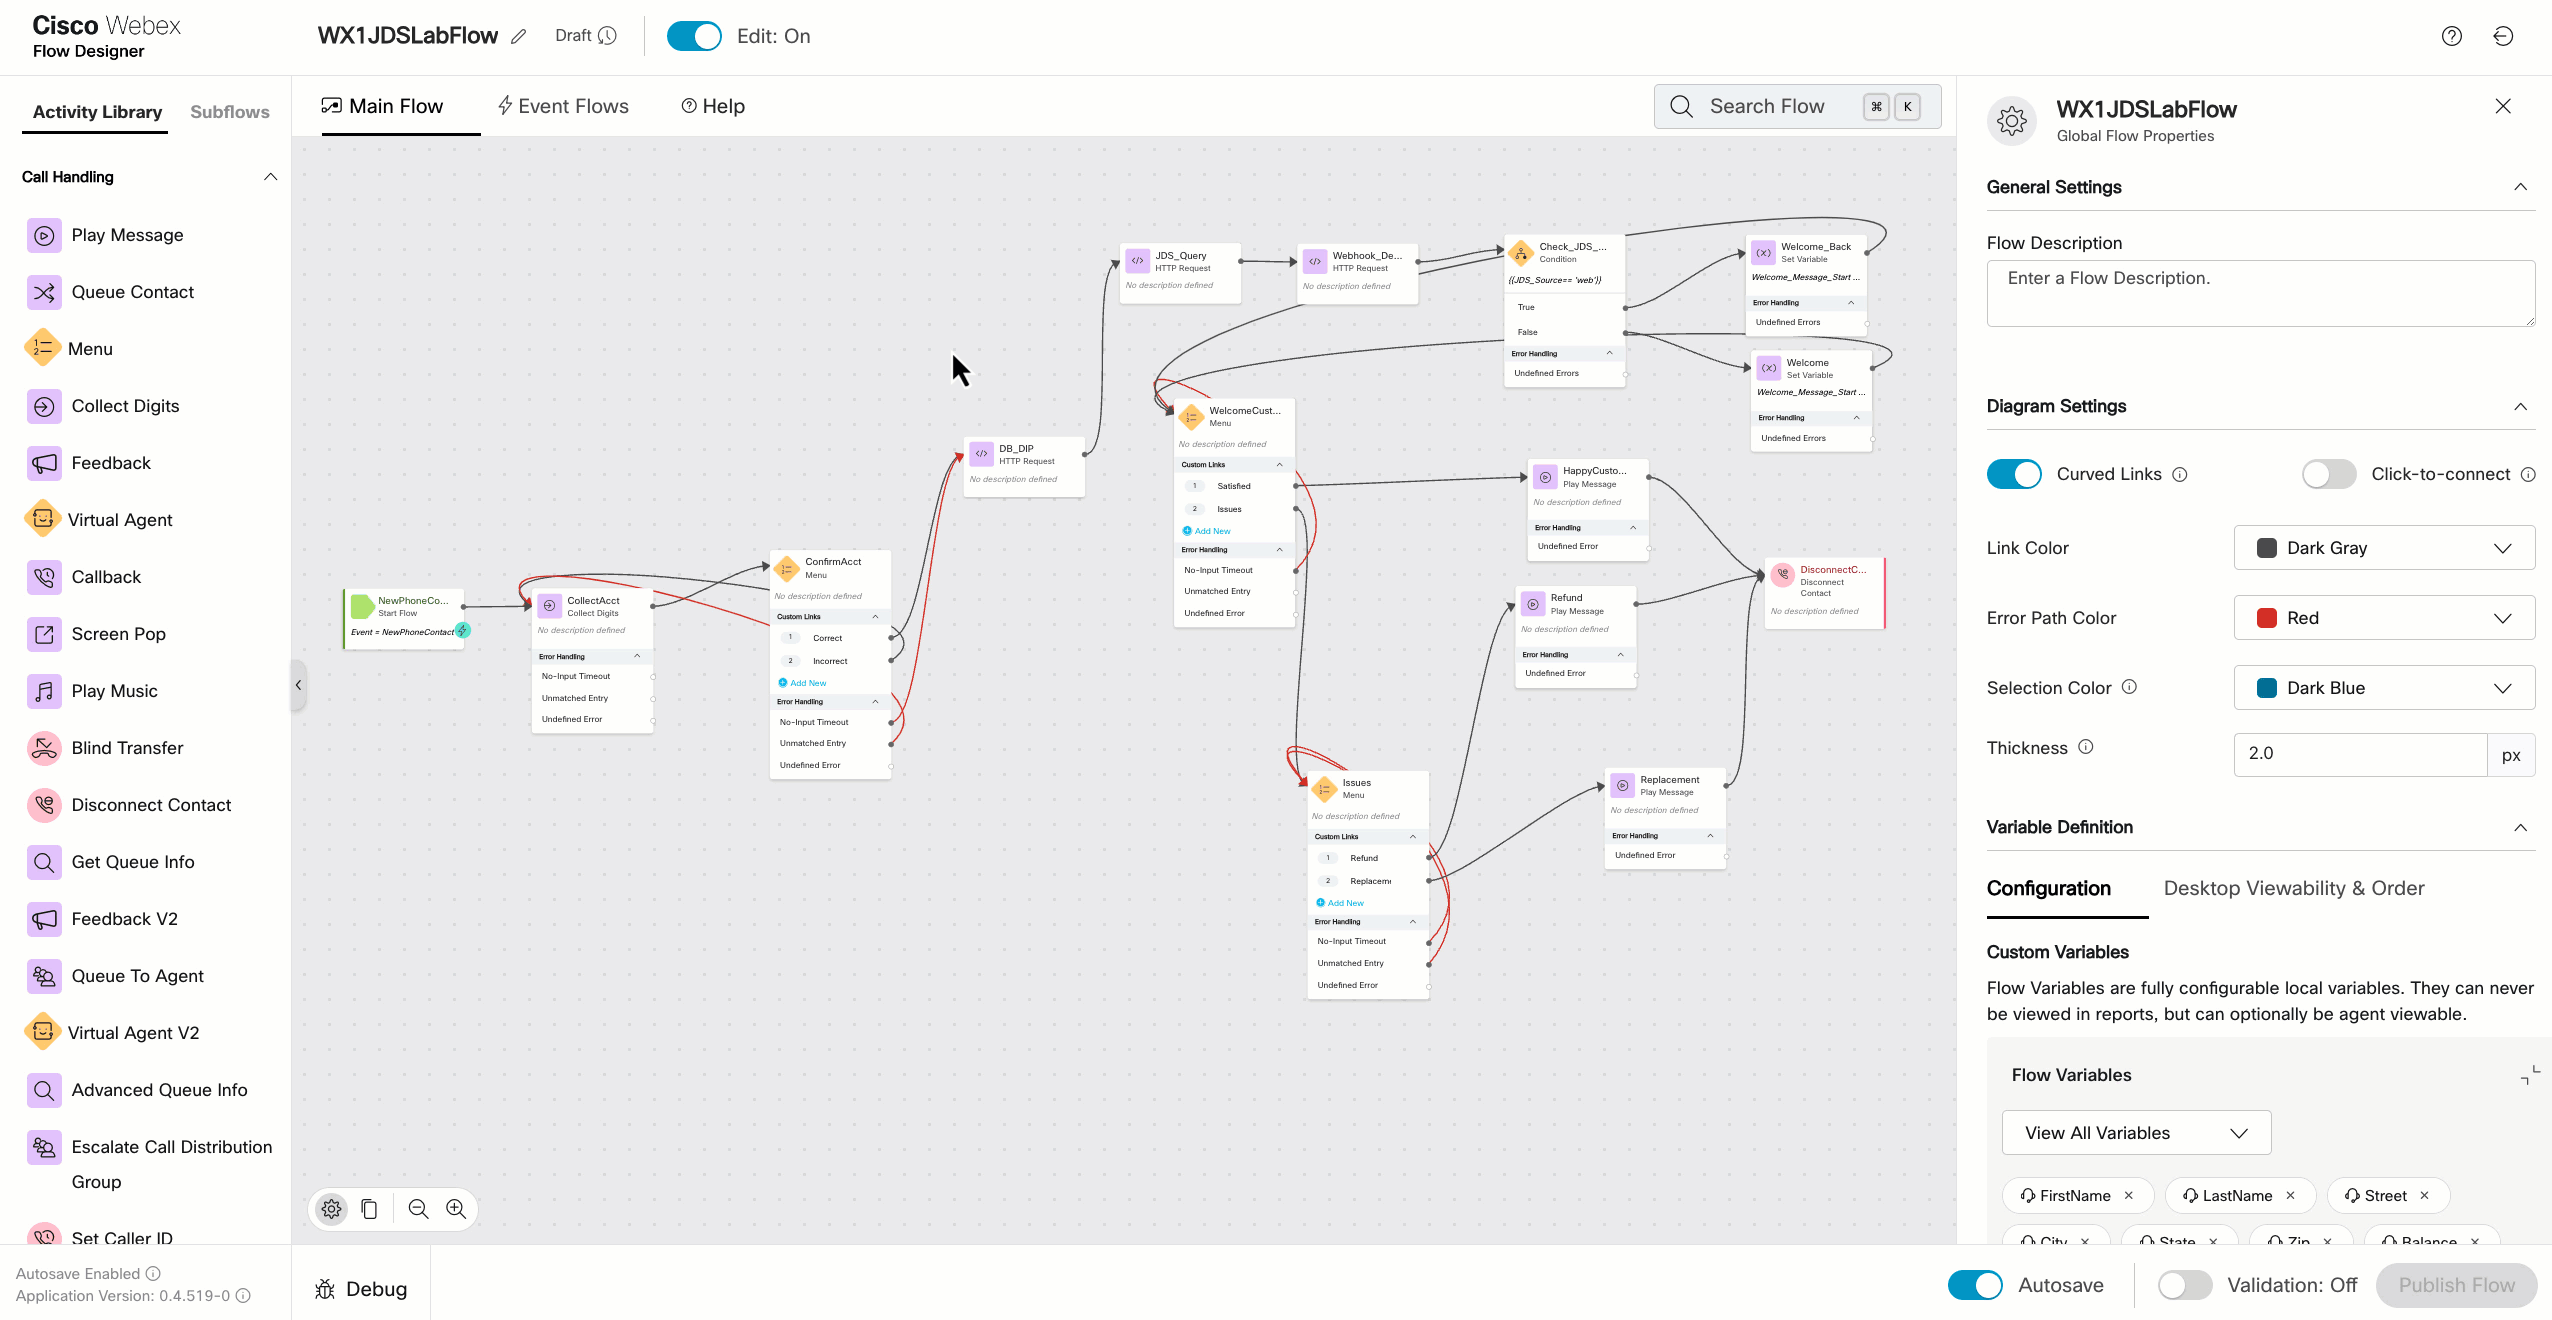 Cisco Webex
Flow Designer
WX1JDSLabFlow
Draft
Edit: On
Activity Library
Subflows
Call Handling
Play Message
Queue Contact
Menu
Collect Digits
Feedback
Virtual Agent
Callback
Screen Pop
Play Music
Blind Transfer
Disconnect Contact
Get Queue Info
Feedback V2
Queue To Agent
Virtual Agent V2
Advanced Queue Info
Escalate Call Distribution
Group
Set Caller ID
Autosave Enabled
Application Version: 0.4.519-0
Main Flow
Event Flows
Help
Search Flow
⌘ K
NewPhoneCo...
Start Flow
Event = NewPhoneContact
CollectAcct
Collect Digits
No description defined
Error Handling
No-Input Timeout
Unmatched Entry
Undefined Error
ConfirmAcct
Menu
No description defined
Custom Links
1 Correct
2 Incorrect
Add New
Error Handling
No-Input Timeout
Unmatched Entry
Undefined Error
DB_DIP
HTTP Request
No description defined
JDS_Query
HTTP Request
No description defined
Webhook_De...
HTTP Request
No description defined
Check_JDS_...
Condition
{{JDS_Source== 'web'}}
True
False
Error Handling
Undefined Errors
Welcome_Back
Set Variable
Welcome_Message_Start ...
Error Handling
Undefined Errors
Welcome
Set Variable
Welcome_Message_Start ...
Error Handling
Undefined Errors
WelcomeCust...
Menu
No description defined
Custom Links
1 Satisfied
2 Issues
Add New
Error Handling
No-Input Timeout
Unmatched Entry
Undefined Error
HappyCusto...
Play Message
No description defined
Error Handling
Undefined Error
Refund
Play Message
No description defined
Error Handling
Undefined Error
DisconnectC...
Disconnect
Contact
No description defined
Issues
Menu
No description defined
Custom Links
1 Refund
2 Replacem
Add New
Error Handling
No-Input Timeout
Unmatched Entry
Undefined Error
Replacement
Play Message
No description defined
Error Handling
Undefined Error
Debug
WX1JDSLabFlow
Global Flow Properties
General Settings
Flow Description
Enter a Flow Description.
Diagram Settings
Curved Links
Click-to-connect
Link Color
Dark Gray
Error Path Color
Red
Selection Color
Dark Blue
Thickness
2.0
px
Variable Definition
Configuration
Desktop Viewability & Order
Custom Variables
Flow Variables are fully configurable local variables. They can never
be viewed in reports, but can optionally be agent viewable.
Flow Variables
View All Variables
FirstName
LastName
Street
City
State
Zip
Balance
Autosave
Validation: Off
Publish Flow